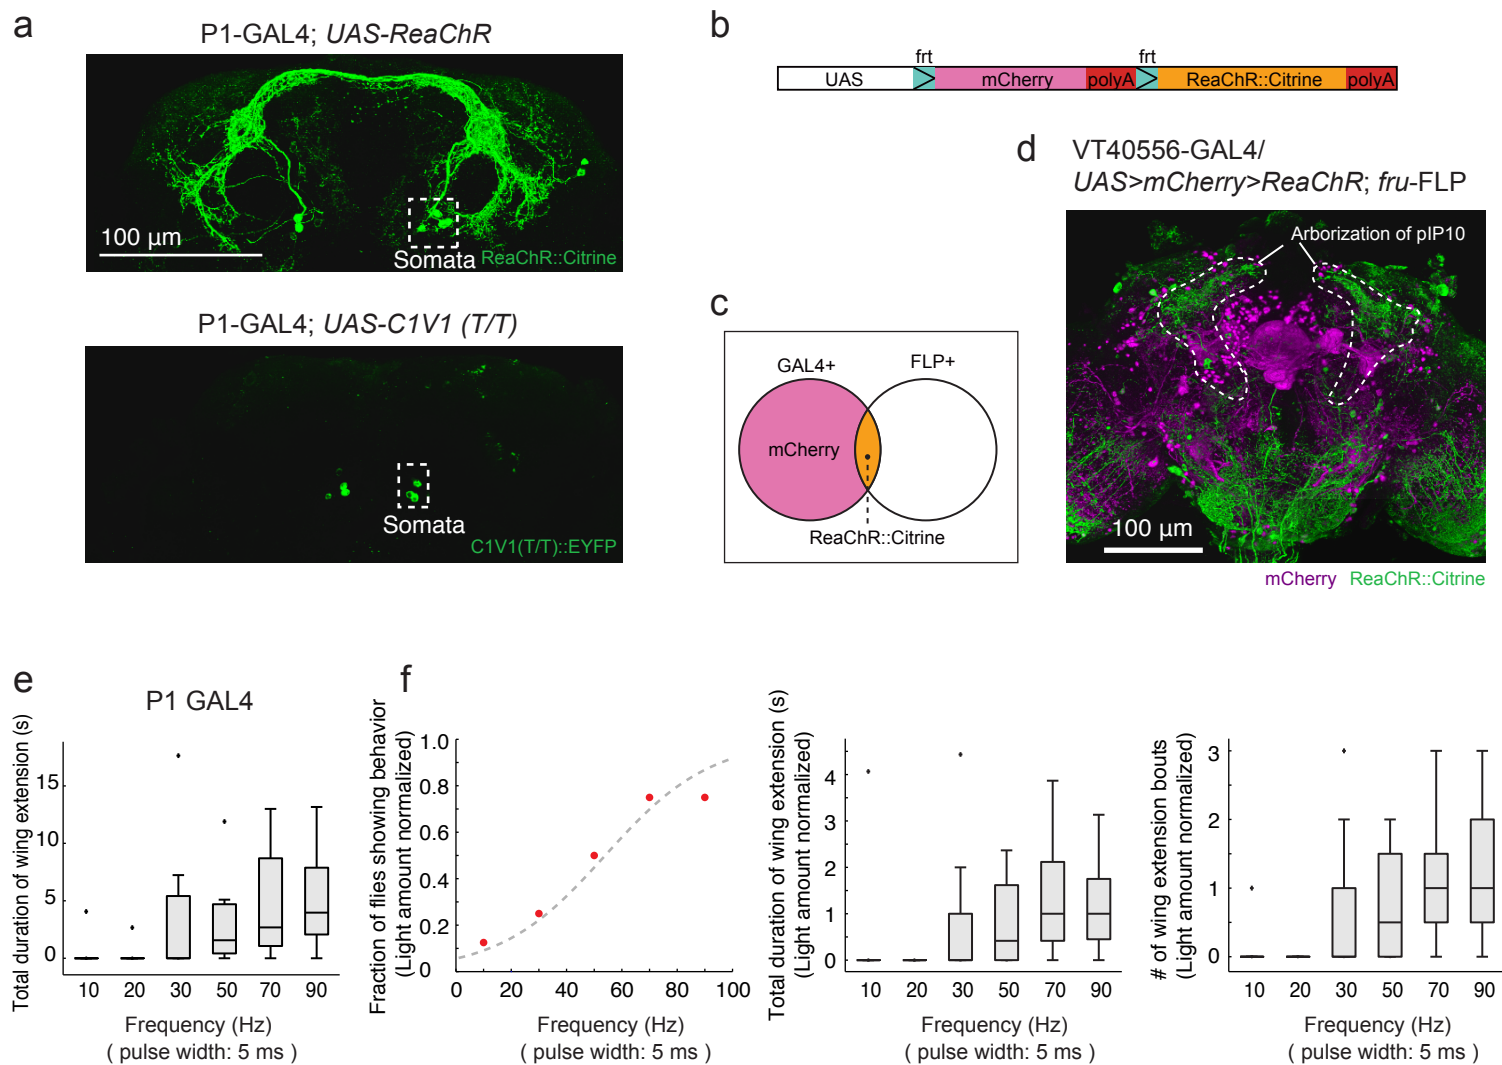 a
P1-GAL4; UAS-ReaChR
100 µm
Somata
ReaChR::Citrine
P1-GAL4; UAS-C1V1 (T/T)
Somata
C1V1(T/T)::EYFP
b
frt
frt
UAS
>
mCherry
polyA
>
ReaChR::Citrine
polyA
c
GAL4+
FLP+
mCherry
ReaChR::Citrine
d
VT40556-GAL4/
UAS>mCherry>ReaChR; fru-FLP
Arborization of pIP10
100 µm
mCherry ReaChR::Citrine
e
P1 GAL4
Total duration of wing extension (s)
15
10
5
0
10 20 30 50 70 90
Frequency (Hz)
( pulse width: 5 ms )
f
Fraction of flies showing behavior
(Light amount normalized)
1.0
0.8
0.6
0.4
0.2
0
0 20 40 60 80 100
Frequency (Hz)
( pulse width: 5 ms )
Total duration of wing extension (s)
(Light amount normalized)
4
3
2
1
0
10 20 30 50 70 90
Frequency (Hz)
( pulse width: 5 ms )
# of wing extension bouts
(Light amount normalized)
3
2
1
0
10 20 30 50 70 90
Frequency (Hz)
( pulse width: 5 ms )